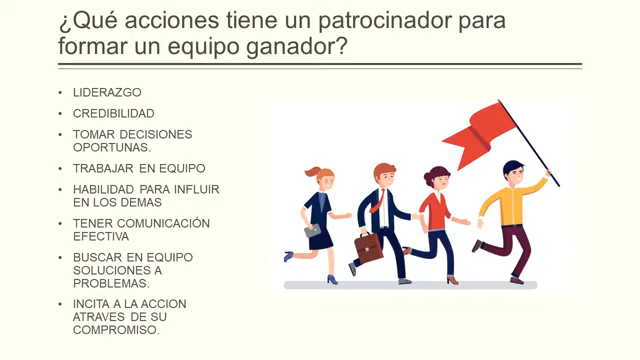 ¿Qué acciones tiene un patrocinador para
formar un equipo ganador?
• LIDERAZGO
• CREDIBILIDAD
• TOMAR DECISIONES
OPORTUNAS.
• TRABAJAR EN EQUIPO
• HABILIDAD PARA INFLUIR
EN LOS DEMAS
• TENER COMUNICACIÓN
EFECTIVA
• BUSCAR EN EQUIPO
SOLUCIONES A
PROBLEMAS.
• INCITA A LA ACCION
ATRAVES DE SU
COMPROMISO.